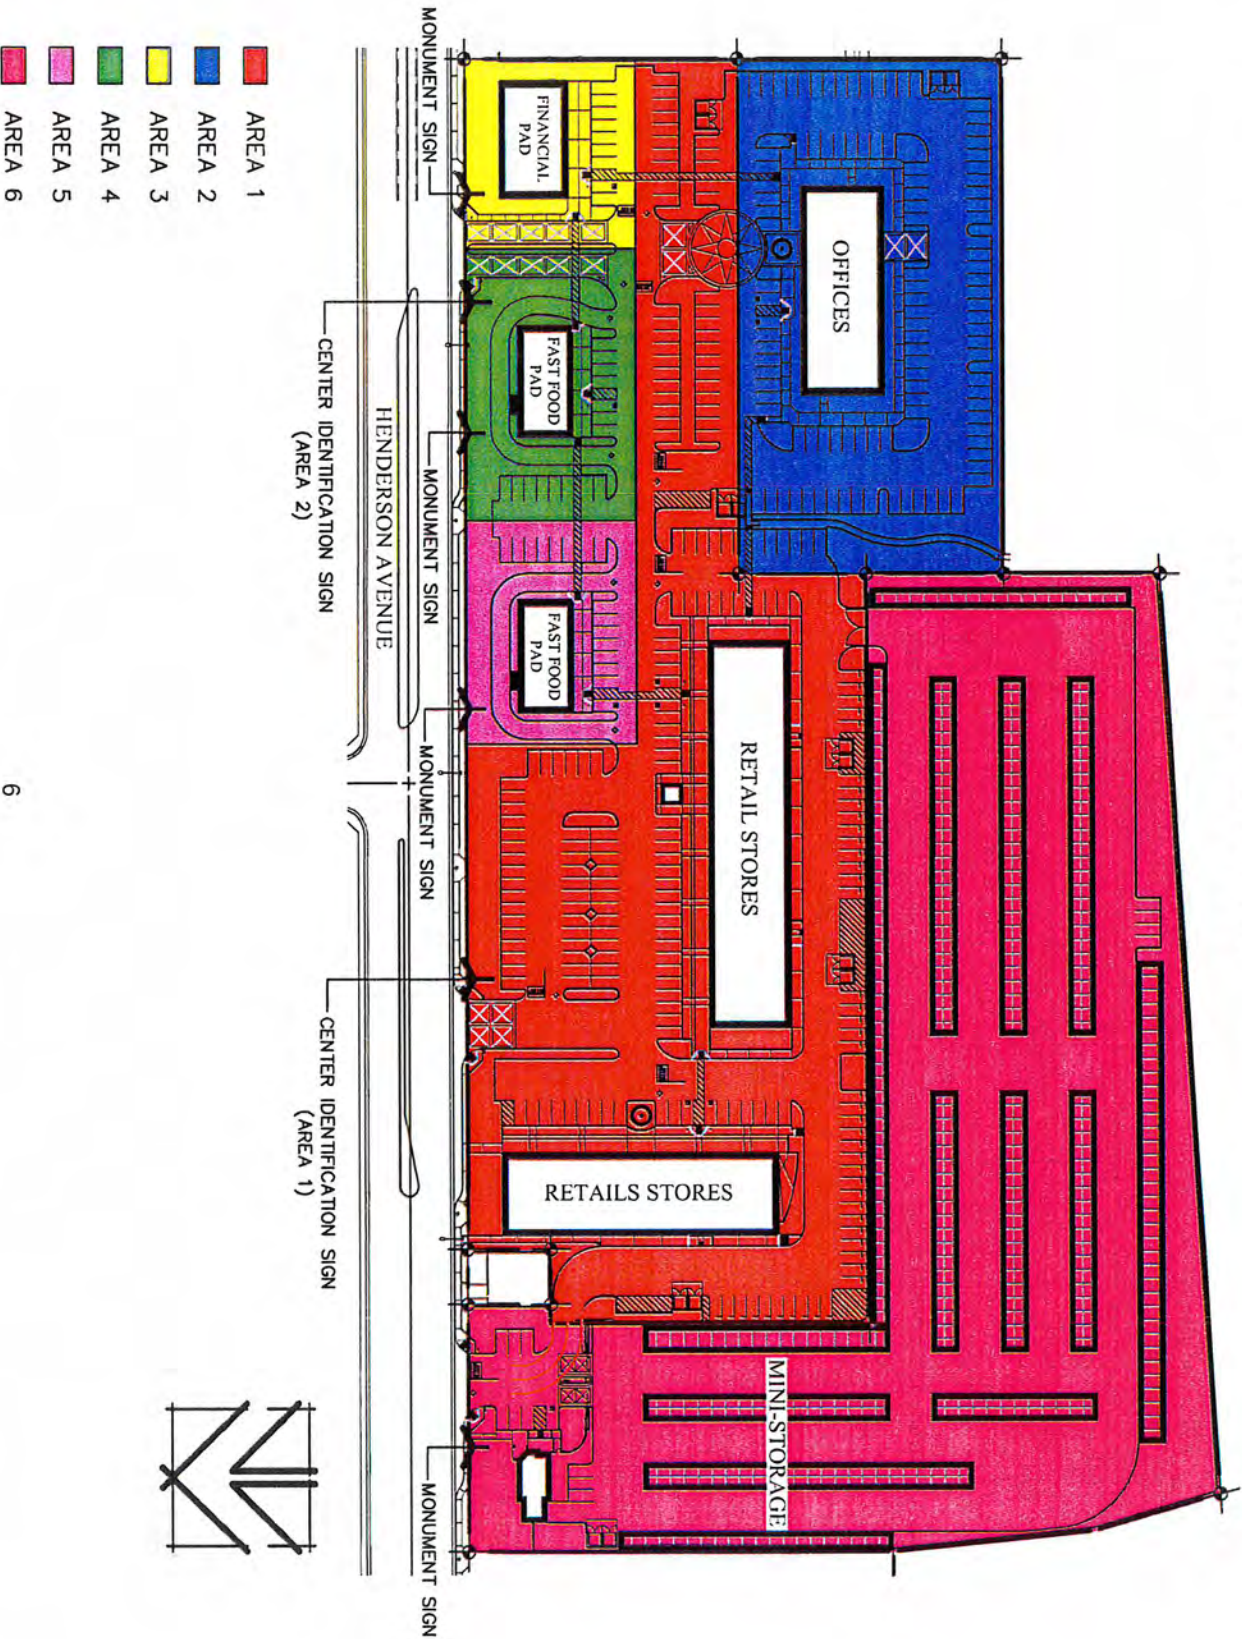 AREA 1
AREA 2
AREA 3
AREA 4
AREA 5
AREA 6
MONUMENT SIGN
FINANCIAL
PAD
OFFICES
FAST FOOD
PAD
CENTER IDENTIFICATION SIGN
(AREA 2)
HENDERSON AVENUE
MONUMENT SIGN
FAST FOOD
PAD
MONUMENT SIGN
RETAIL STORES
CENTER IDENTIFICATION SIGN
(AREA 1)
RETAILS STORES
MINI-STORAGE
MONUMENT SIGN
6